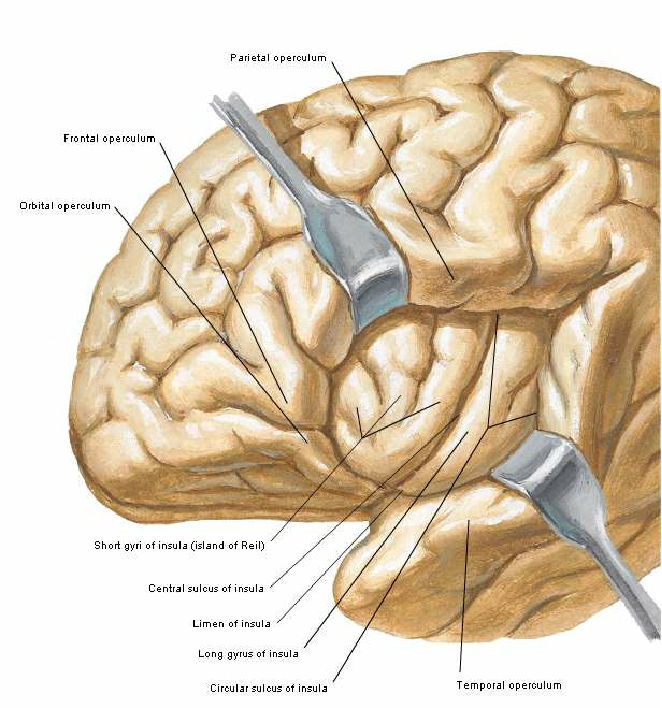 Parietal operculum
Frontal operculum
Orbital operculum
Short gyri of insula (island of Reil)
Central sulcus of insula
Limen of insula
Long gyrus of insula
Circular sulcus of insula
Temporal operculum